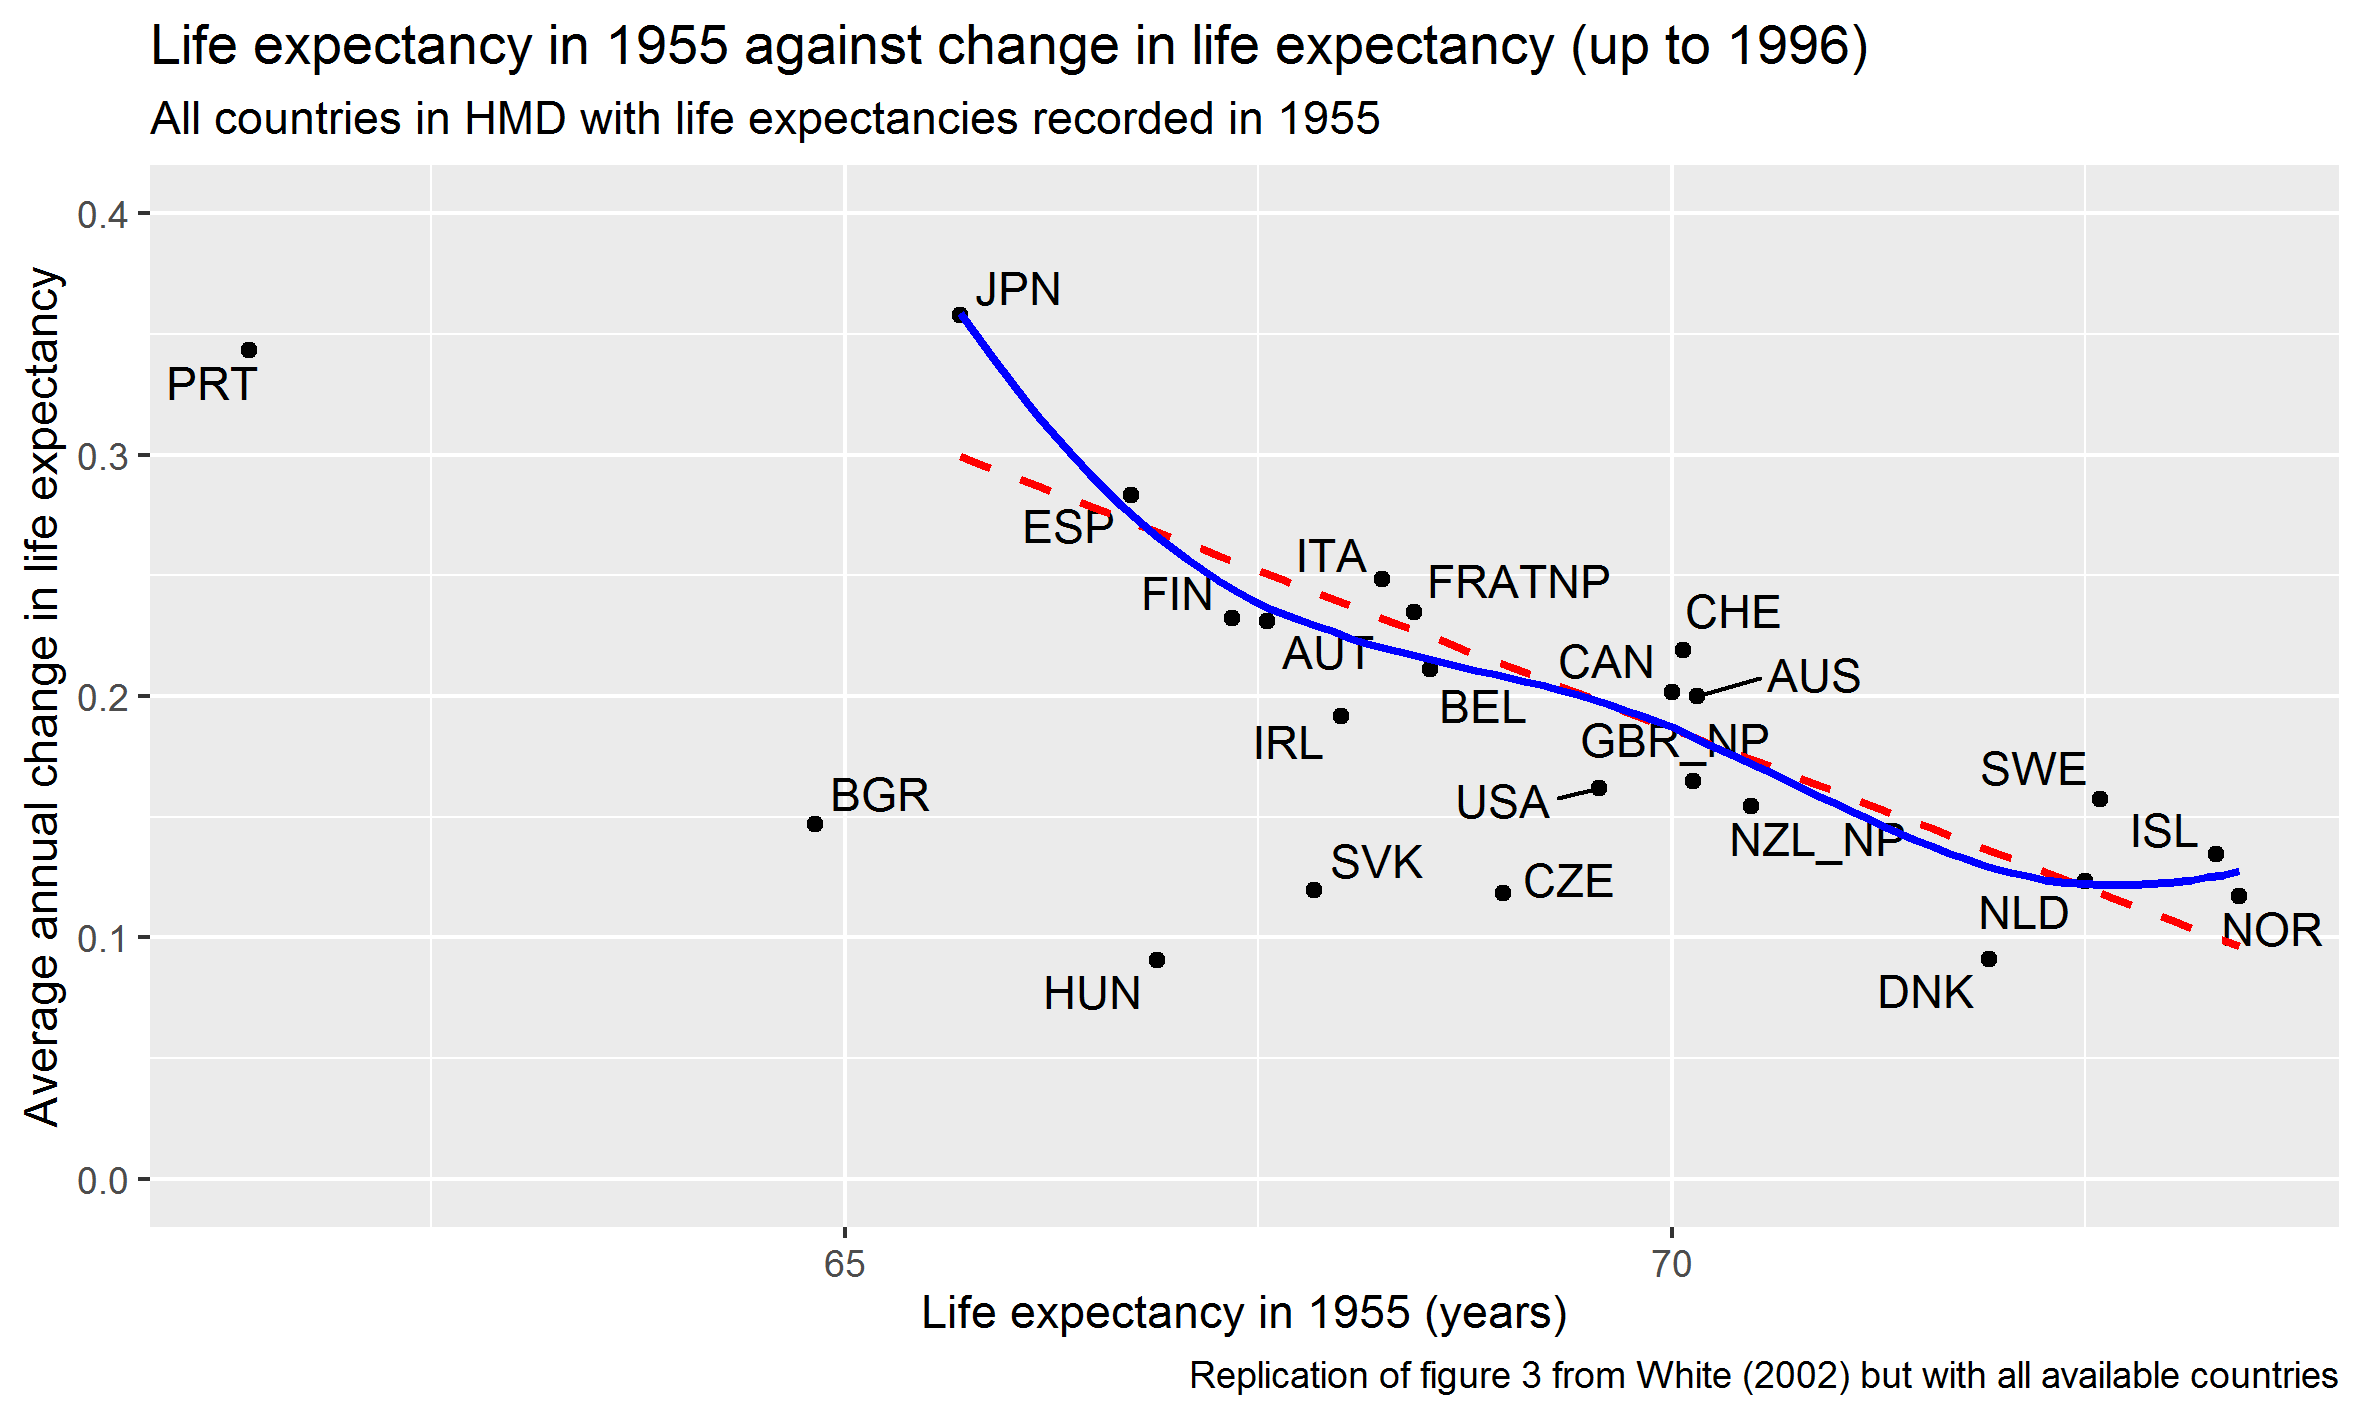 Life expectancy in 1955 against change in life expectancy (up to 1996)
All countries in HMD with life expectancies recorded in 1955
Average annual change in life expectancy
0.4
0.3
0.2
0.1
0.0
JPN
PRT
ESP
ITA
FRATNP
FIN
CHE
AUT
CAN
AUS
BEL
IRL
GBR_NP
SWE
BGR
USA
ISL
NZL_NP
SVK
CZE
NLD
NOR
HUN
DNK
65
70
Life expectancy in 1955 (years)
Replication of figure 3 from White (2002) but with all available countries